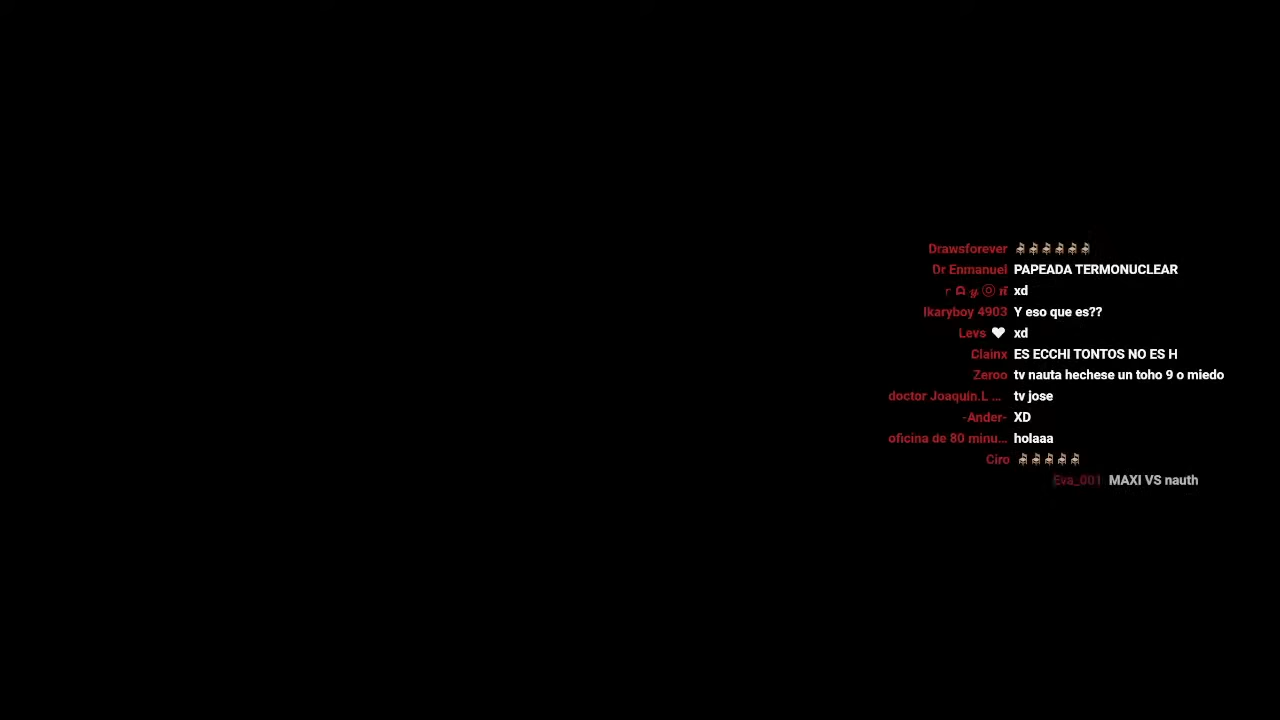 Drawsforever 🪑🪑🪑🪑🪑🪑
Dr Enmanuel PAPEADA TERMONUCLEAR
xd
Ikaryboy 4903 Y eso que es??
Levs 🤍 xd
Clainx ES ECCHI TONTOS NO ES H
Zeroo tv nauta hechese un toho 9 o miedo
doctor Joaquin.L ... tv jose
-Ander- XD
oficina de 80 minu... holaaa
Ciro 🪑🪑🪑🪑🪑
Eva_001 MAXI VS nauth